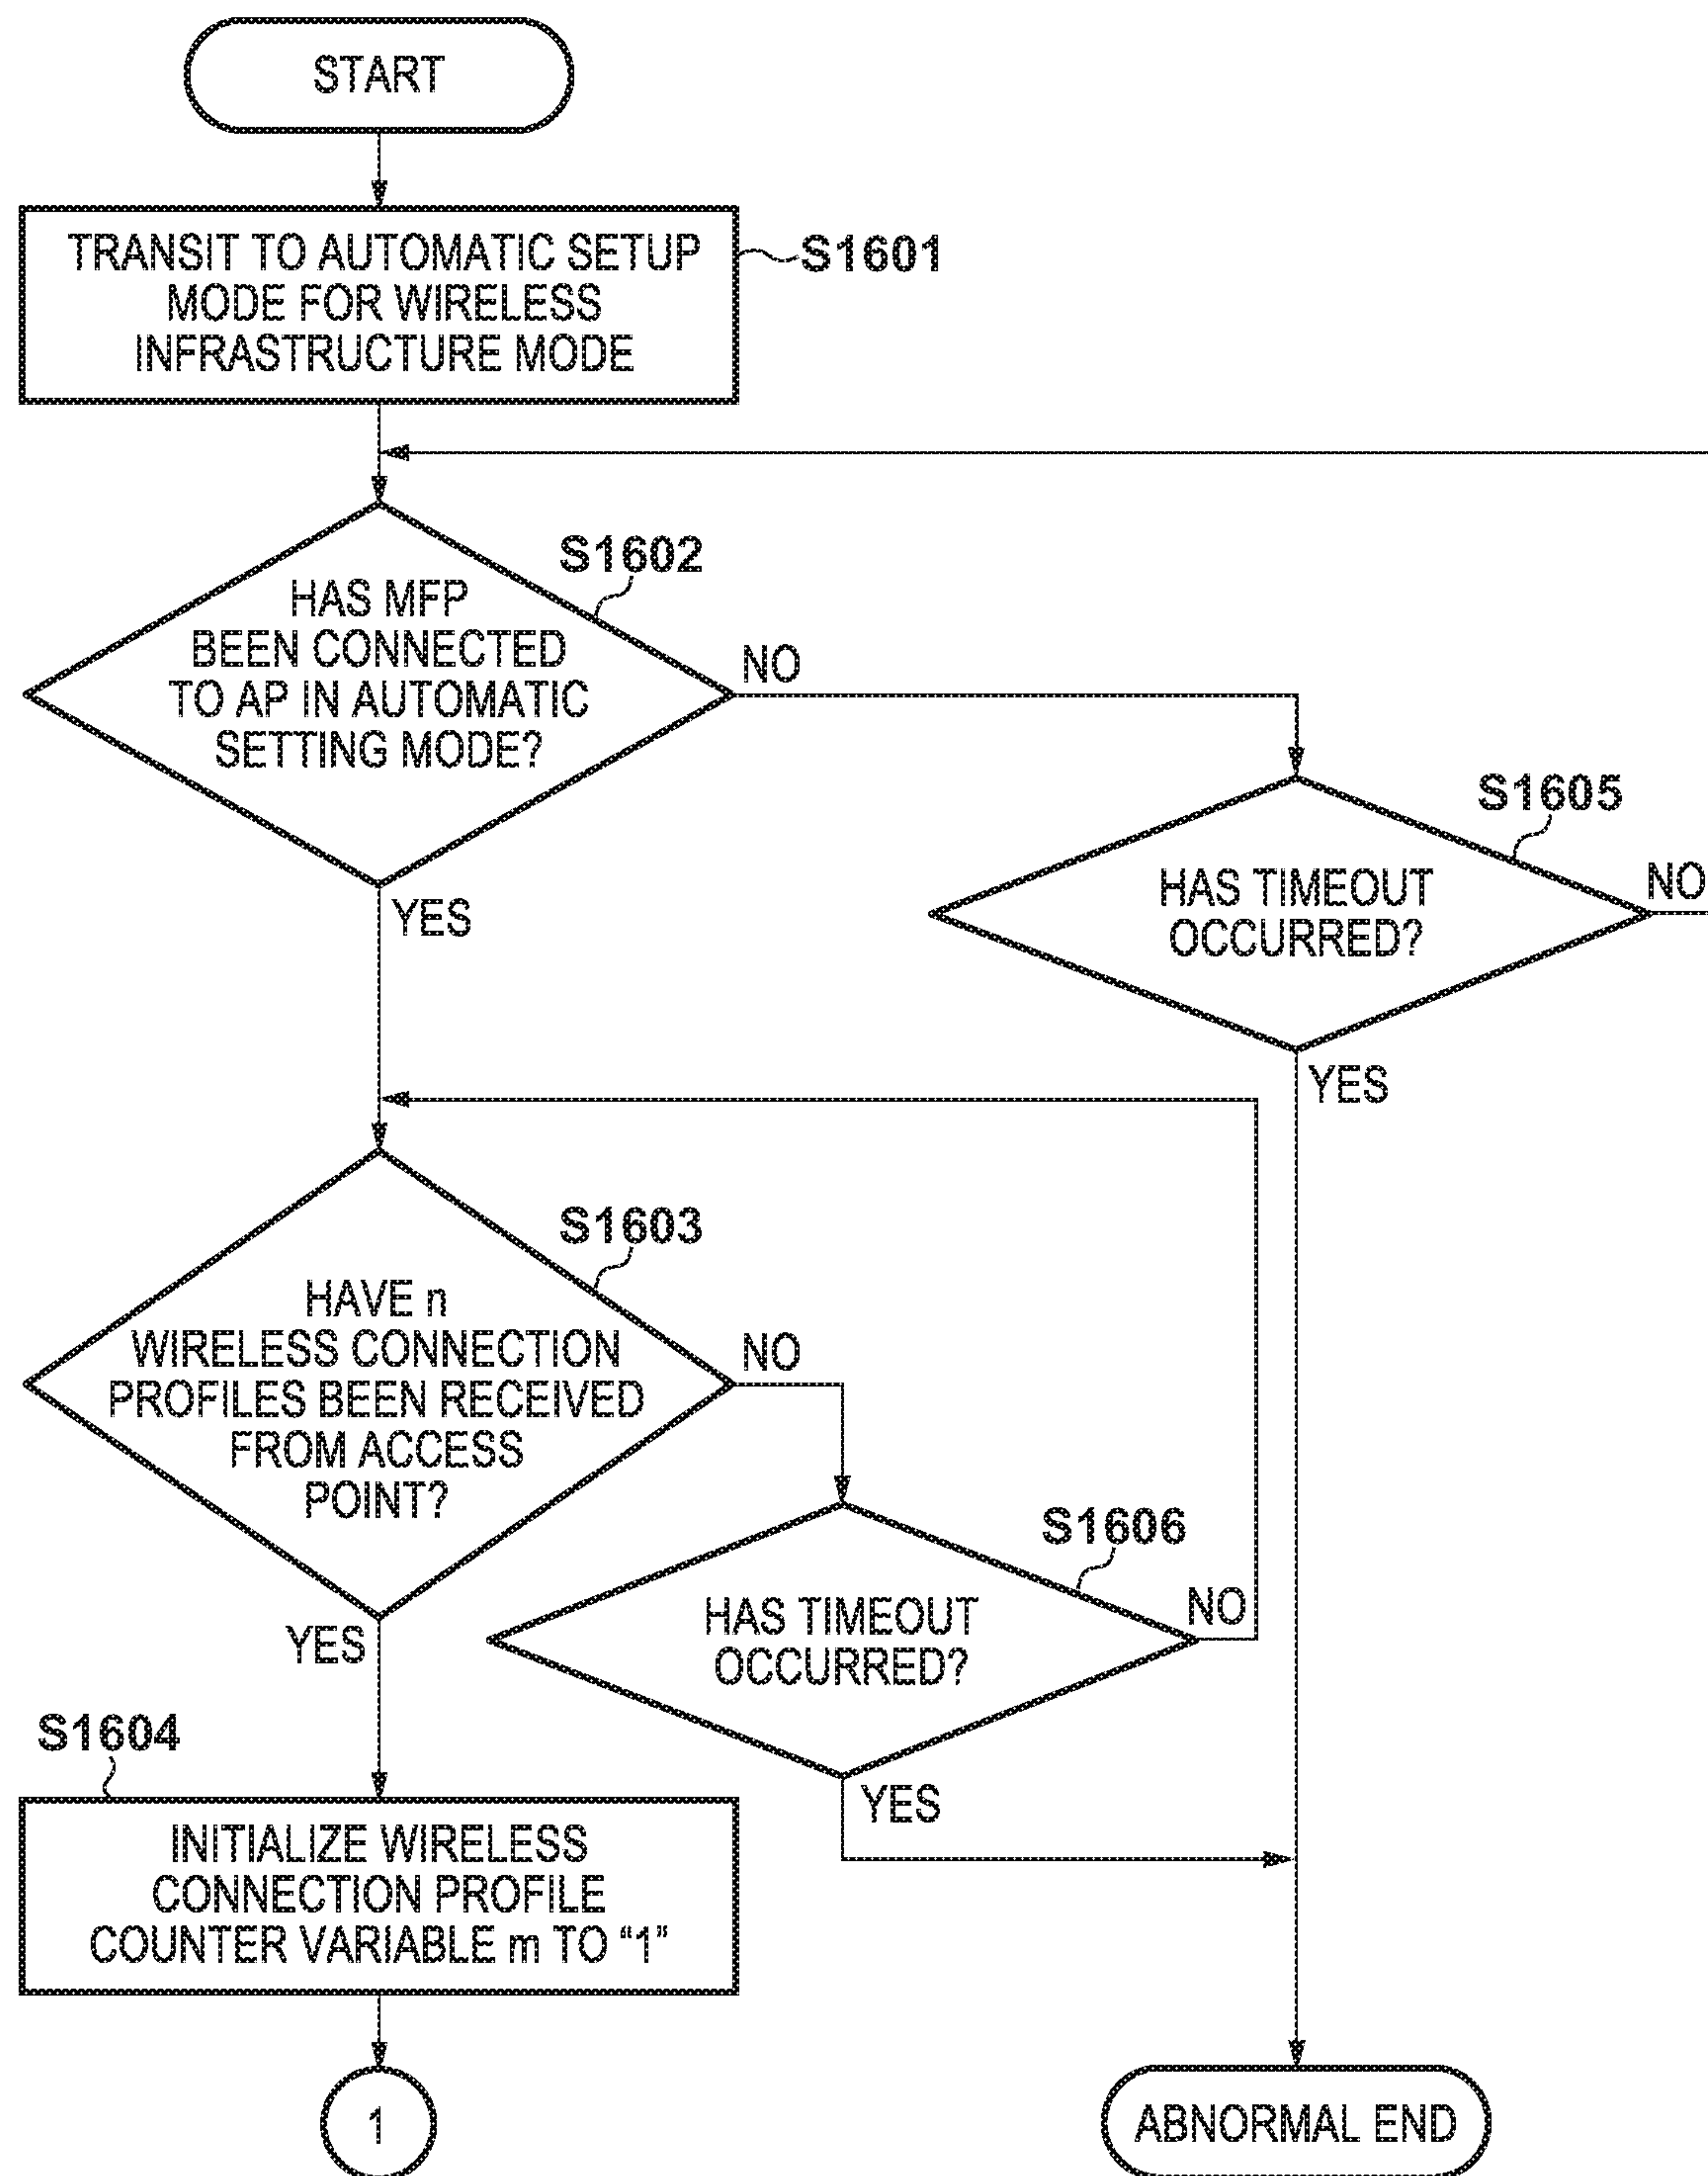 START
TRANSIT TO AUTOMATIC SETUP
MODE FOR WIRELESS
INFRASTRUCTURE MODE
S1601
S1602
HAS MFP
BEEN CONNECTED
TO AP IN AUTOMATIC
SETTING MODE?
NO
YES
S1605
HAS TIMEOUT
OCCURRED?
NO
YES
S1603
HAVE n
WIRELESS CONNECTION
PROFILES BEEN RECEIVED
FROM ACCESS
POINT?
NO
YES
S1606
HAS TIMEOUT
OCCURRED?
NO
YES
S1604
INITIALIZE WIRELESS
CONNECTION PROFILE
COUNTER VARIABLE m TO “1”
1
ABNORMAL END